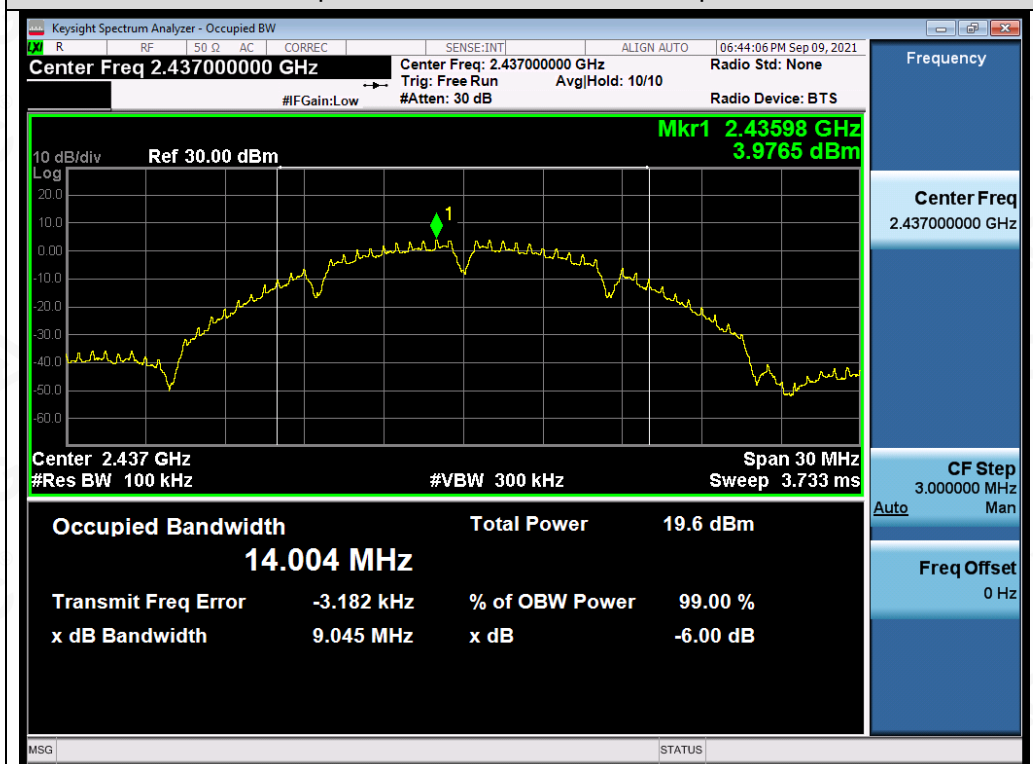 Keysight Spectrum Analyzer - Occupied BW
LXI R RF 50 Ω AC CORREC SENSE:INT ALIGN AUTO 06:44:06 PM Sep 09, 2021
Center Freq 2.437000000 GHz
Center Freq: 2.437000000 GHz Radio Std: None
Trig: Free Run Avg|Hold: 10/10
#IFGain:Low #Atten: 30 dB Radio Device: BTS
Mkr1 2.43598 GHz
3.9765 dBm
10 dB/div Ref 30.00 dBm
Log
20.0
10.0
0.00
-10.0
-20.0
-30.0
-40.0
-50.0
-60.0
1
Center 2.437 GHz Span 30 MHz
#Res BW 100 kHz #VBW 300 kHz Sweep 3.733 ms
Occupied Bandwidth Total Power 19.6 dBm
14.004 MHz
Transmit Freq Error -3.182 kHz % of OBW Power 99.00 %
x dB Bandwidth 9.045 MHz x dB -6.00 dB
Frequency
Center Freq
2.437000000 GHz
CF Step
3.000000 MHz
Auto Man
Freq Offset
0 Hz
MSG STATUS